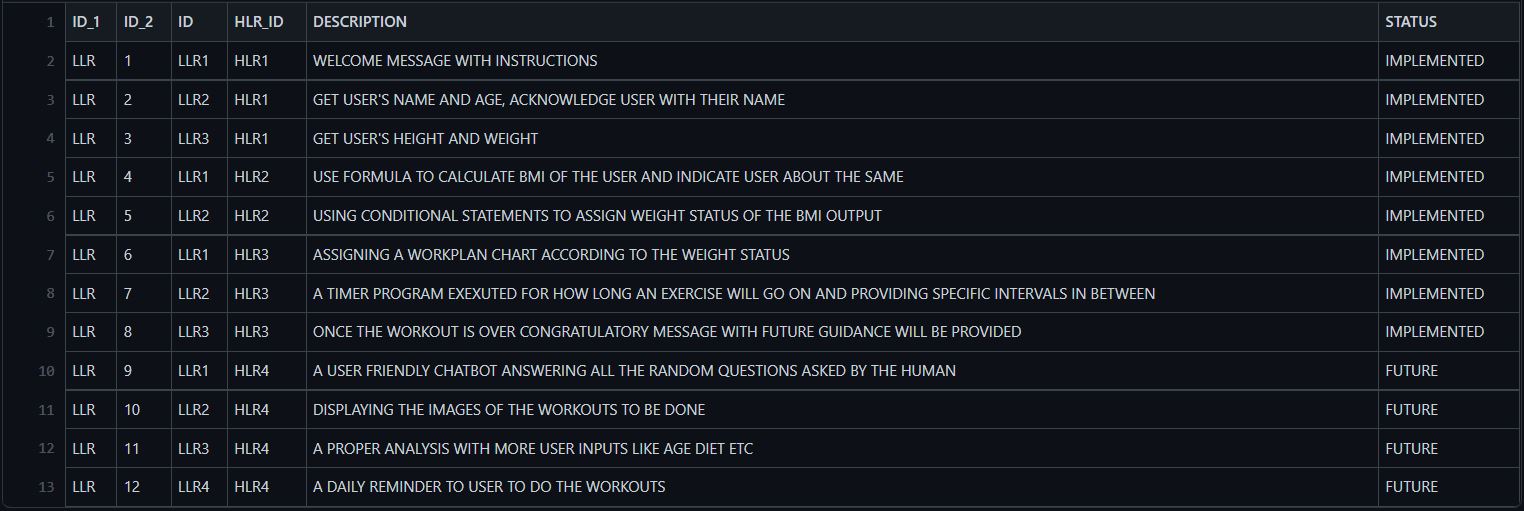 1 ID_1 ID_2 ID HLR_ID DESCRIPTION STATUS
2 LLR 1 LLR1 HLR1 WELCOME MESSAGE WITH INSTRUCTIONS IMPLEMENTED
3 LLR 2 LLR2 HLR1 GET USER'S NAME AND AGE, ACKNOWLEDGE USER WITH THEIR NAME IMPLEMENTED
4 LLR 3 LLR3 HLR1 GET USER'S HEIGHT AND WEIGHT IMPLEMENTED
5 LLR 4 LLR1 HLR2 USE FORMULA TO CALCULATE BMI OF THE USER AND INDICATE USER ABOUT THE SAME IMPLEMENTED
6 LLR 5 LLR2 HLR2 USING CONDITIONAL STATEMENTS TO ASSIGN WEIGHT STATUS OF THE BMI OUTPUT IMPLEMENTED
7 LLR 6 LLR1 HLR3 ASSIGNING A WORKPLAN CHART ACCORDING TO THE WEIGHT STATUS IMPLEMENTED
8 LLR 7 LLR2 HLR3 A TIMER PROGRAM EXEXUTED FOR HOW LONG AN EXERCISE WILL GO ON AND PROVIDING SPECIFIC INTERVALS IN BETWEEN IMPLEMENTED
9 LLR 8 LLR3 HLR3 ONCE THE WORKOUT IS OVER CONGRATULATORY MESSAGE WITH FUTURE GUIDANCE WILL BE PROVIDED IMPLEMENTED
10 LLR 9 LLR1 HLR4 A USER FRIENDLY CHATBOT ANSWERING ALL THE RANDOM QUESTIONS ASKED BY THE HUMAN FUTURE
11 LLR 10 LLR2 HLR4 DISPLAYING THE IMAGES OF THE WORKOUTS TO BE DONE FUTURE
12 LLR 11 LLR3 HLR4 A PROPER ANALYSIS WITH MORE USER INPUTS LIKE AGE DIET ETC FUTURE
13 LLR 12 LLR4 HLR4 A DAILY REMINDER TO USER TO DO THE WORKOUTS FUTURE